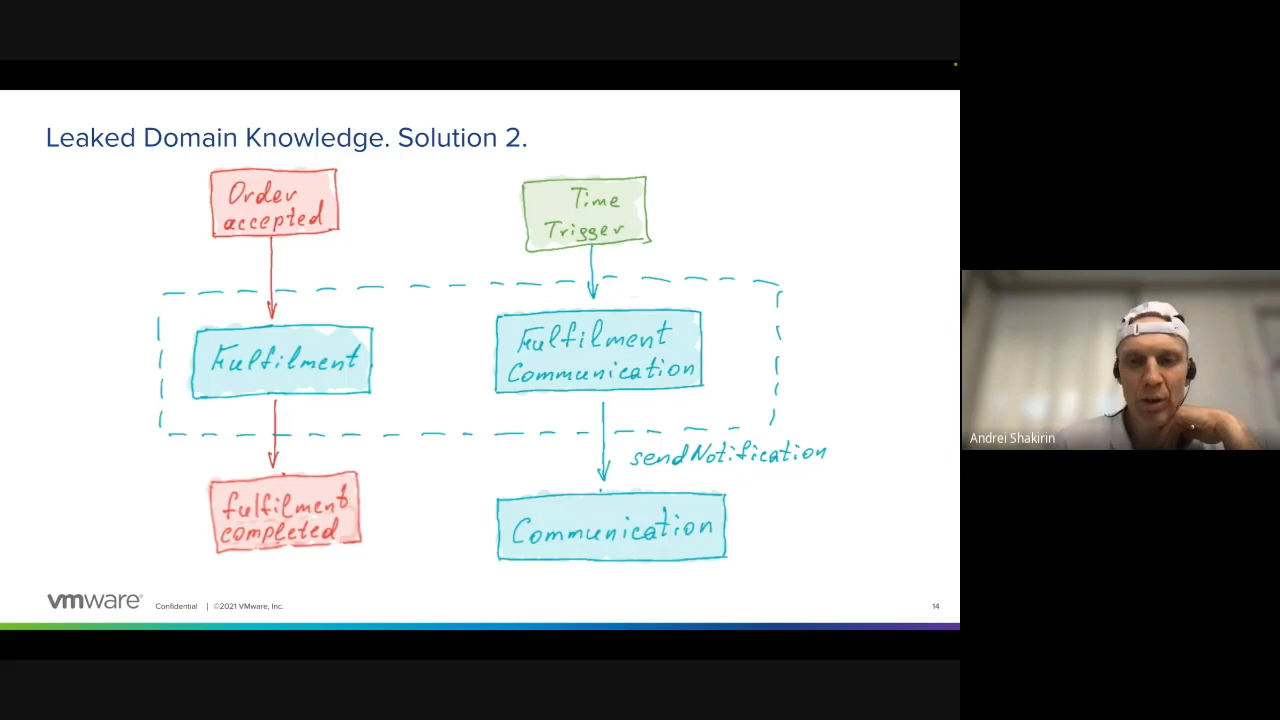 Leaked Domain Knowledge. Solution 2.
Order
accepted
Time
Trigger
Fulfilment
Fulfilment
Communication
sendNotification
fulfilment
completed
Communication
vmware® Confidential | ©2021 VMware, Inc. 14
Andrei Shakirin